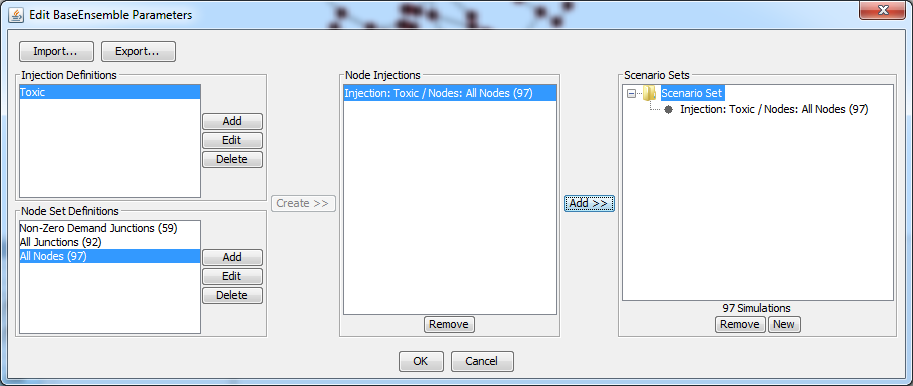 Edit BaseEnsemble Parameters
Import...
Export...
Injection Definitions
Toxic
Add
Edit
Delete
Node Set Definitions
Non-Zero Demand Junctions (59)
All Junctions (92)
All Nodes (97)
Add
Edit
Delete
Create >>
Node Injections
Injection: Toxic / Nodes: All Nodes (97)
Remove
Add >>
Scenario Sets
Scenario Set
Injection: Toxic / Nodes: All Nodes (97)
97 Simulations
Remove
New
OK
Cancel